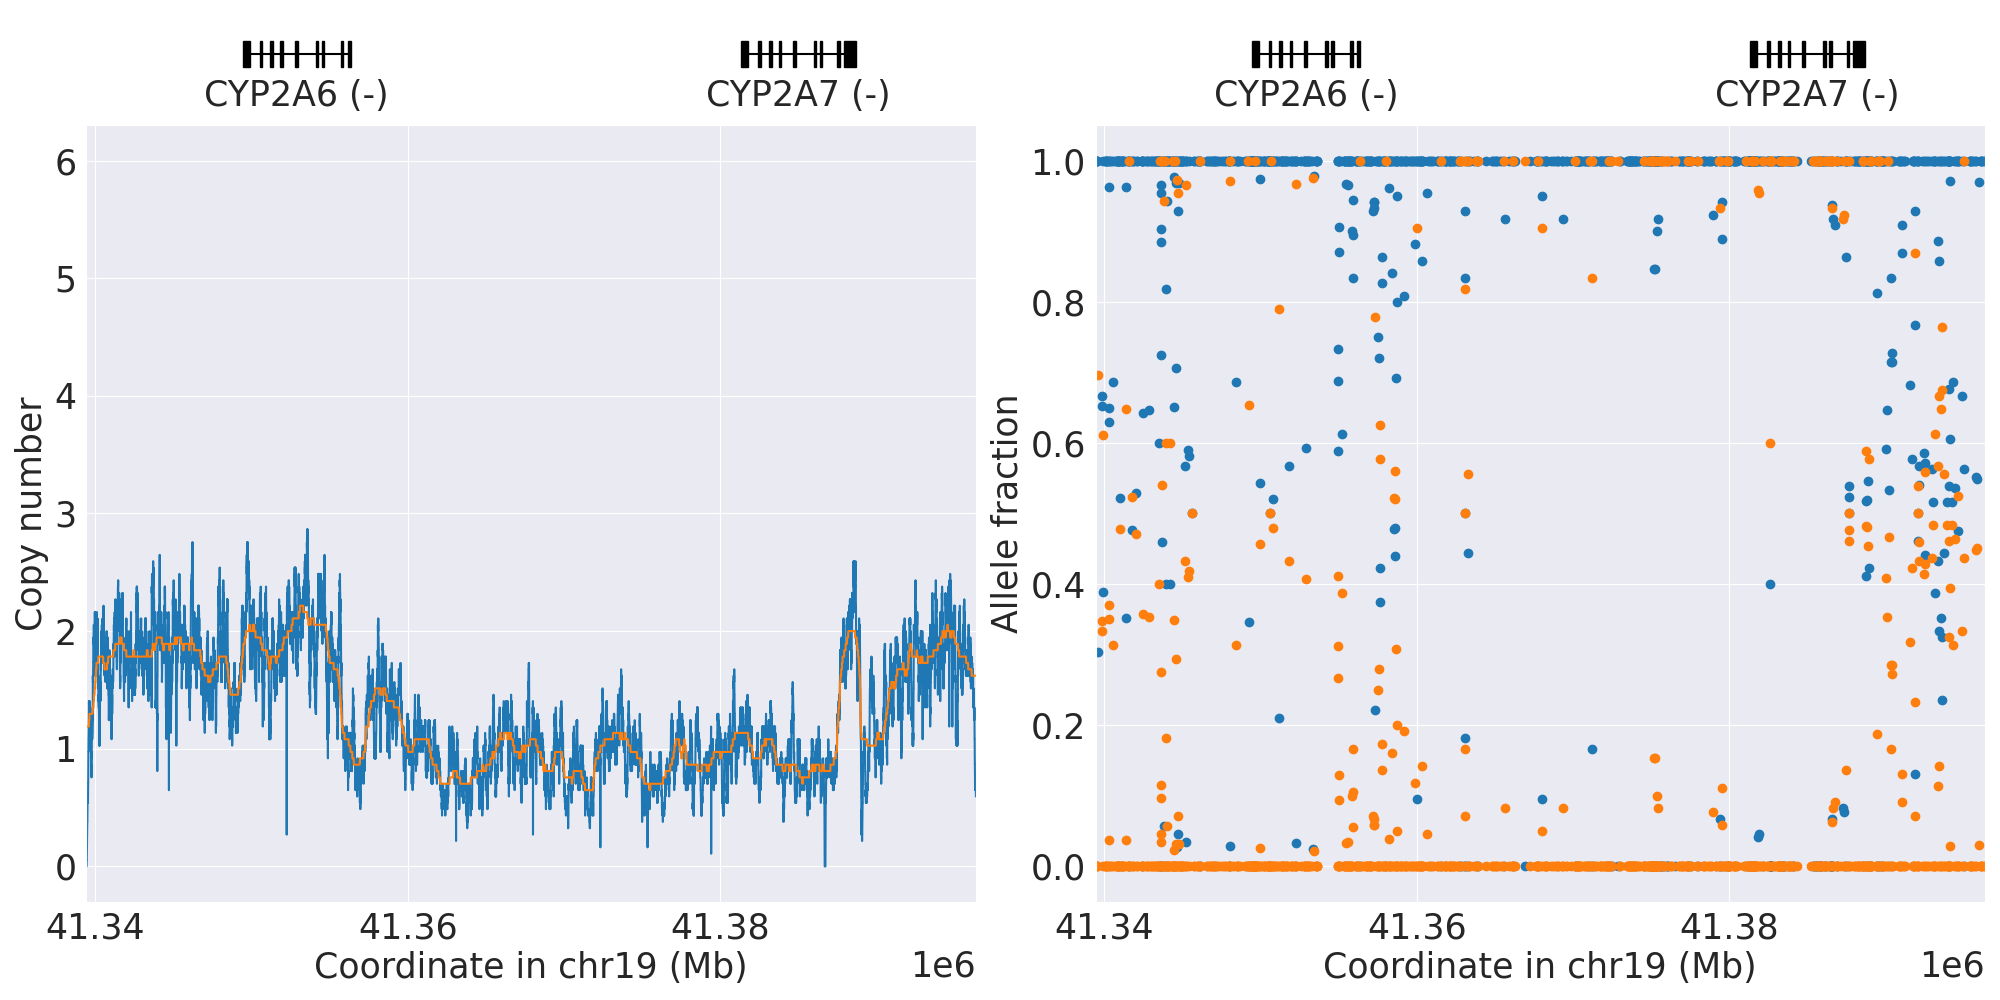 CYP2A6 (-)
CYP2A7 (-)
6
5
4
3
2
1
0
Copy number
41.34
41.36
41.38
Coordinate in chr19 (Mb)
1e6
CYP2A6 (-)
CYP2A7 (-)
1.0
0.8
0.6
0.4
0.2
0.0
Allele fraction
41.34
41.36
41.38
Coordinate in chr19 (Mb)
1e6